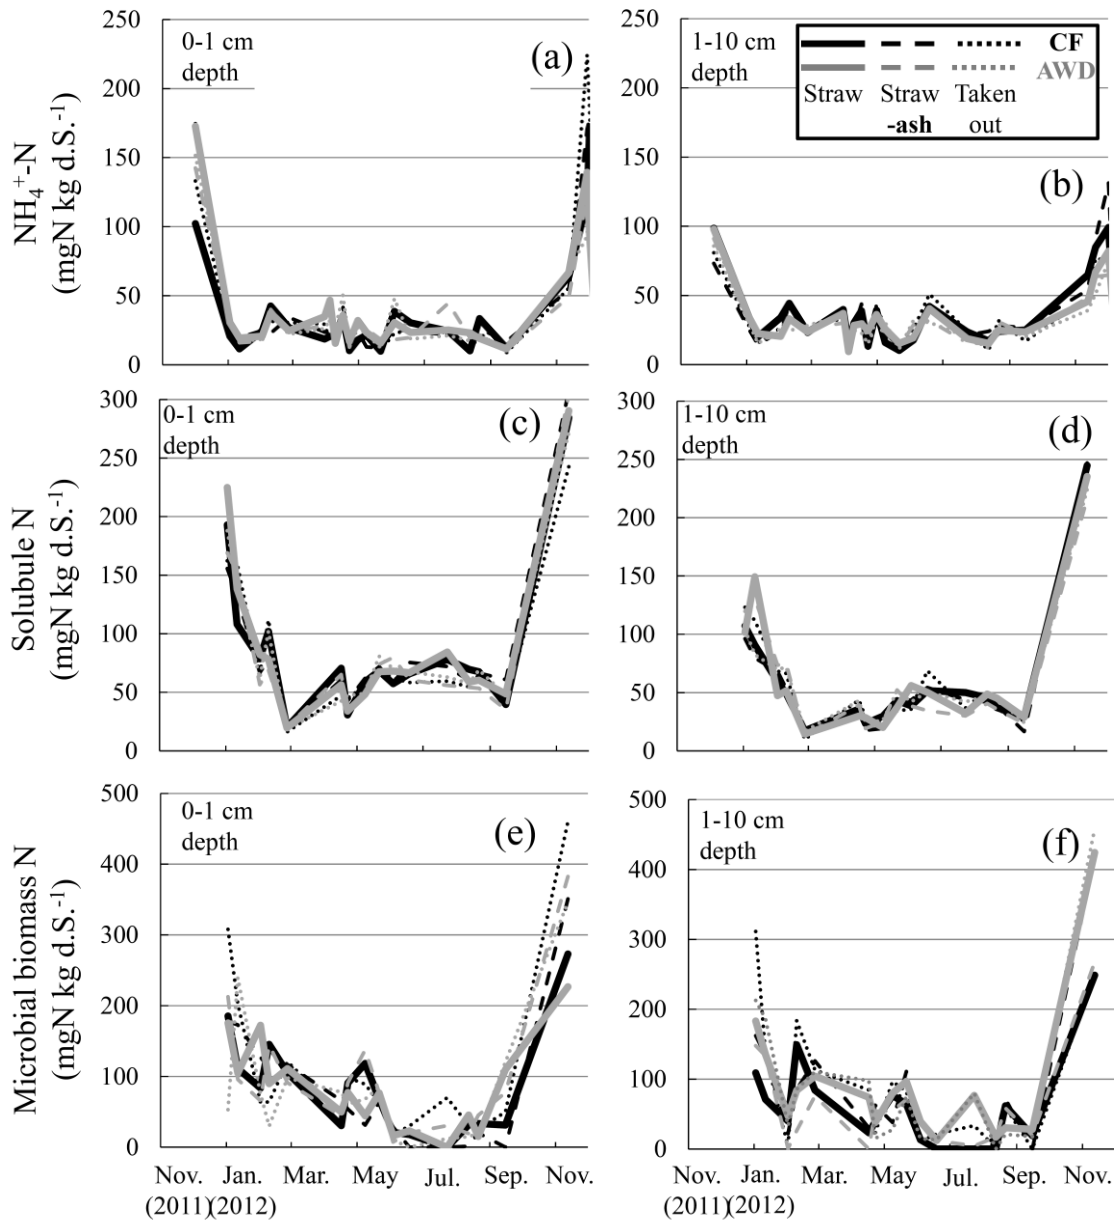 NH4+-N
(mgN kg d.S.-1)
250
200
150
100
50
0
0-1 cm
depth
(a)
250
200
150
100
50
0
1-10 cm
depth
(b)
CF
AWD
Straw Straw Taken
-ash out
Solubule N
(mgN kg d.S.-1)
300
250
200
150
100
50
0
0-1 cm
depth
(c)
300
250
200
150
100
50
0
1-10 cm
depth
(d)
Microbial biomass N
(mgN kg d.S.-1)
500
400
300
200
100
0
0-1 cm
depth
(e)
Nov. Jan. Mar. May Jul. Sep. Nov.
(2011)(2012)
500
400
300
200
100
0
1-10 cm
depth
(f)
Nov. Jan. Mar. May Jul. Sep. Nov.
(2011)(2012)